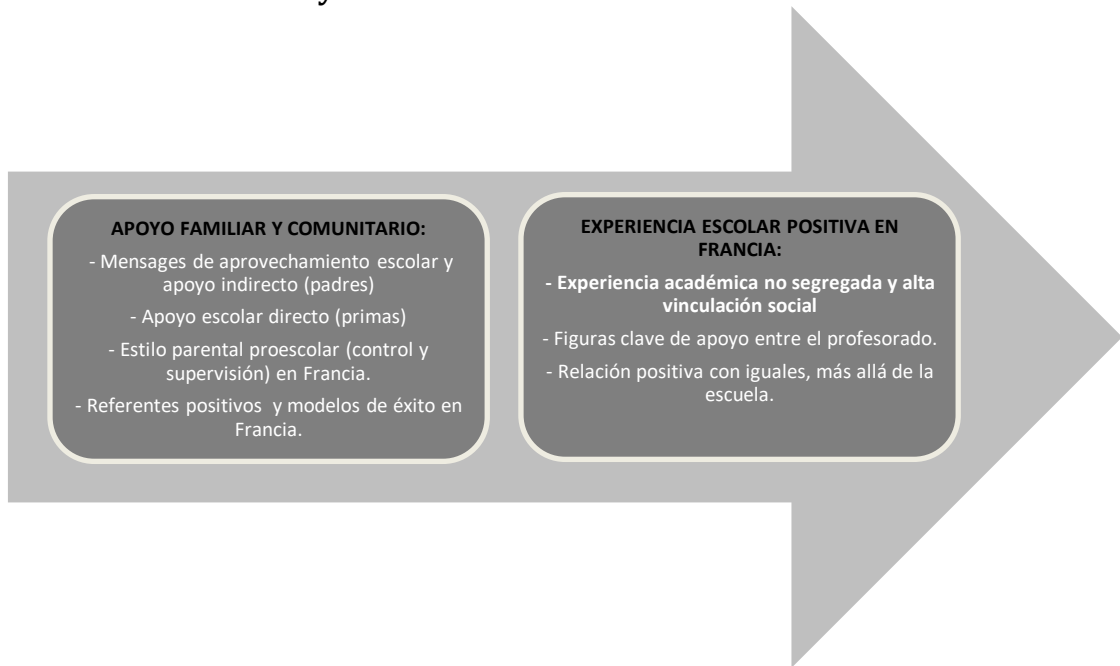 APOYO FAMILIAR Y COMUNITARIO:
- Mensages de aprovechamiento escolar y
apoyo indirecto (padres)
- Apoyo escolar directo (primas)
- Estilo parental proescolar (control y
supervisión) en Francia.
- Referentes positivos y modelos de éxito en
Francia.
EXPERIENCIA ESCOLAR POSITIVA EN
FRANCIA:
- Experiencia académica no segregada y alta
vinculación social
- Figuras clave de apoyo entre el profesorado.
- Relación positiva con iguales, más allá de la
escuela.